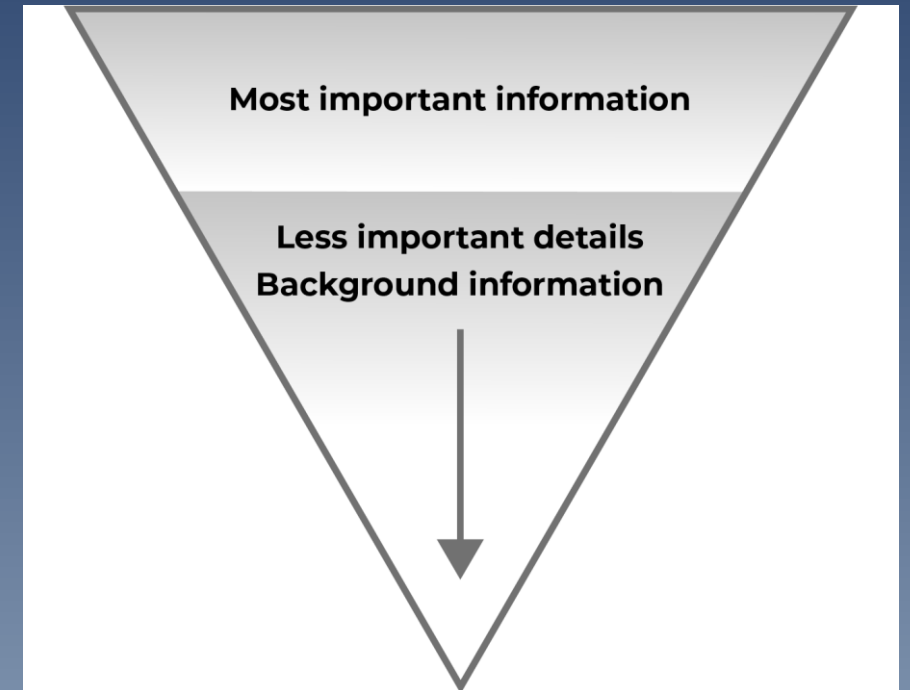 Most important information
Less important details
Background information